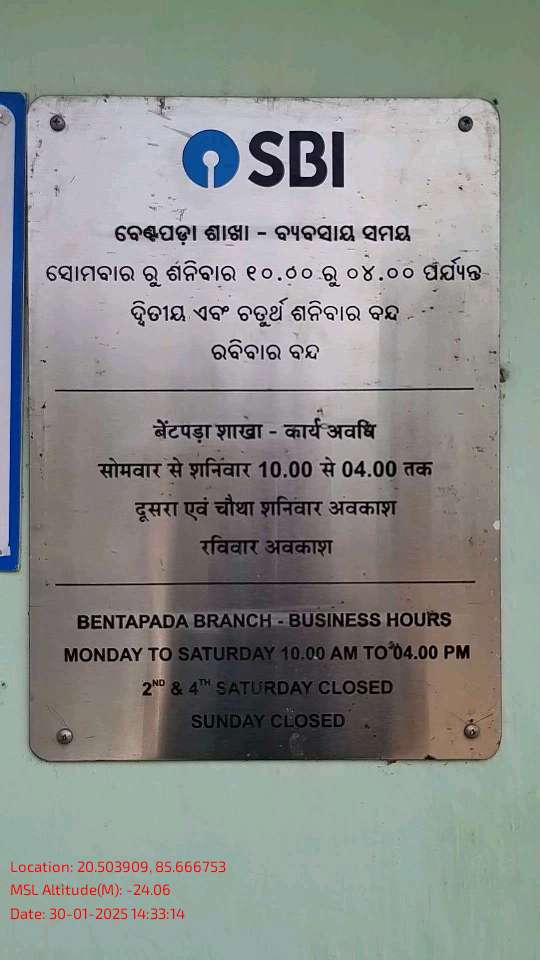 SBI
ବେଣ୍ଟପଡ଼ା ଶାଖା - ବ୍ୟବସାୟ ସମୟ
ସୋମବାର ରୁ ଶନିବାର ୧୦.୦୦ ରୁ ୦୪.୦୦ ପର୍ଯ୍ୟନ୍ତ
ଦ୍ୱିତୀୟ ଏବଂ ଚତୁର୍ଥ ଶନିବାର ବନ୍ଦ
ରବିବାର ବନ୍ଦ
बेंटपड़ा शाखा - कार्य अवधि
सोमवार से शनिवार 10.00 से 04.00 तक
दूसरा एवं चौथा शनिवार अवकाश
रविवार अवकाश
BENTAPADA BRANCH - BUSINESS HOURS
MONDAY TO SATURDAY 10.00 AM TO 04.00 PM
2ND & 4TH SATURDAY CLOSED
SUNDAY CLOSED
Location: 20.503909, 85.666753
MSL Altitude(M): -24.06
Date: 30-01-2025 14:33:14